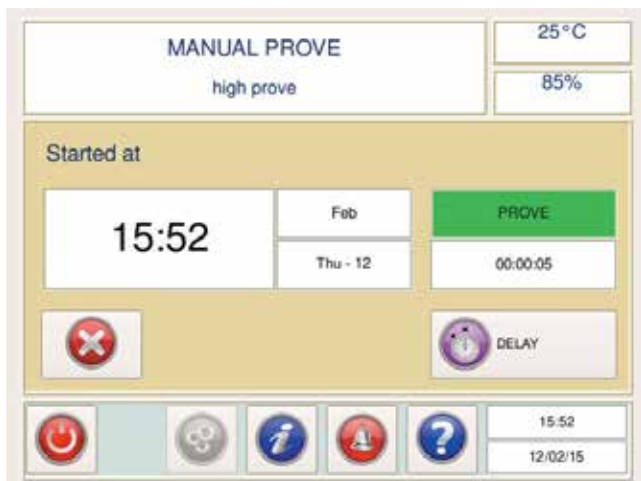 MANUAL PROVE
high prove
25°C
85%
Started at
15:52
Feb
Thu - 12
PROVE
00:00:05
DELAY
i
?
15:52
12/02/15